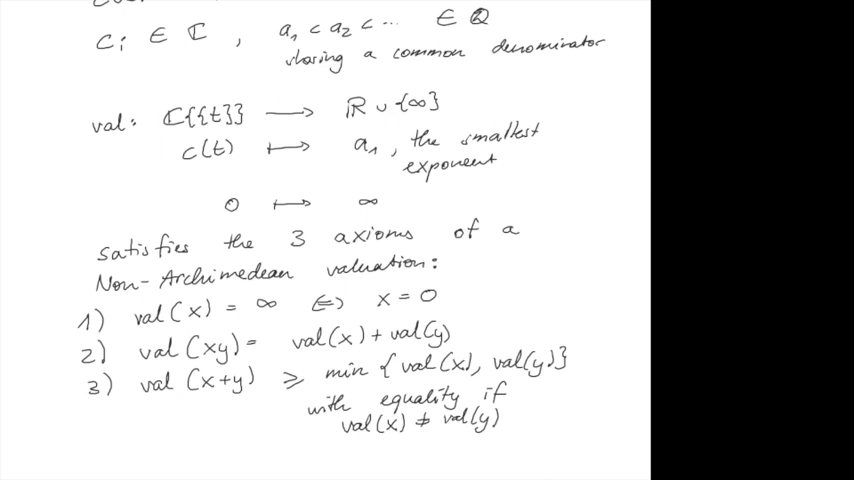 Ci ∈ ℂ , a₁ < a₂ < ... ∈ ℚ
sharing a common denominator
val: ℂ{{t}} ⟶ ℝ ∪ {∞}
c(t) ⟼ a₁, the smallest
exponent
0 ⟼ ∞
satisfies the 3 axioms of a
Non-Archimedean valuation:
1) val(x) = ∞ ⇔ x = 0
2) val(xy) = val(x) + val(y)
3) val(x+y) ⩾ min {val(x), val(y)}
with equality if
val(x) ≠ val(y)